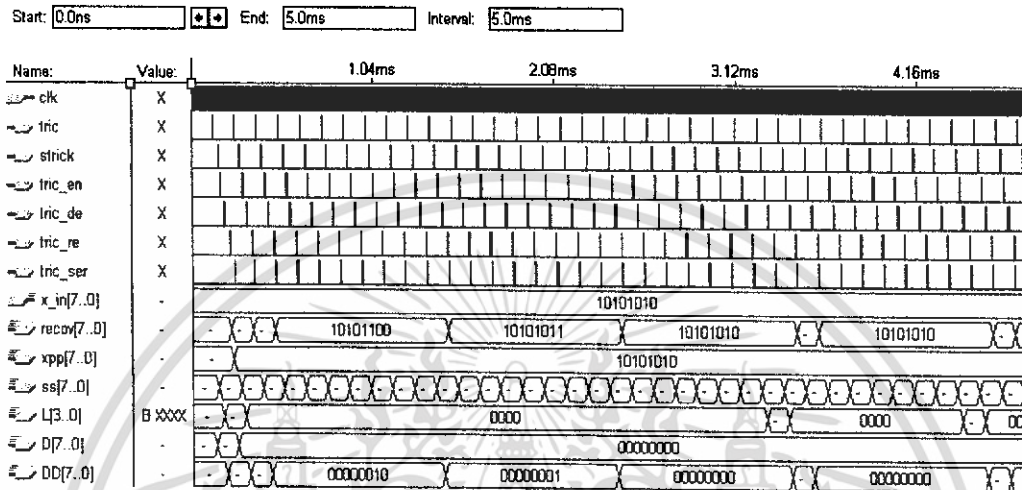 Start: 0.0ns End: 5.0ms Interval: 5.0ms
Name: Value: 1.04ms 2.08ms 3.12ms 4.16ms
clk X
tric X
strick X
tric_en X
tric_de X
tric_re X
tric_ser X
x_in[7..0] - 10101010
recov[7..0] - - - - 10101100 10101011 10101010 - 10101010 -
xpp[7..0] - - 10101010
ss[7..0] - - - - - - - - - - - - - - - - - - - - - - - - - - - - - - - - - - - - - -
L[3..0] B XXXX - - 0000 - 0000 - 00
D[7..0] - - - 00000000
DD[7..0] - - - - 00000010 00000001 00000000 - 00000000 -